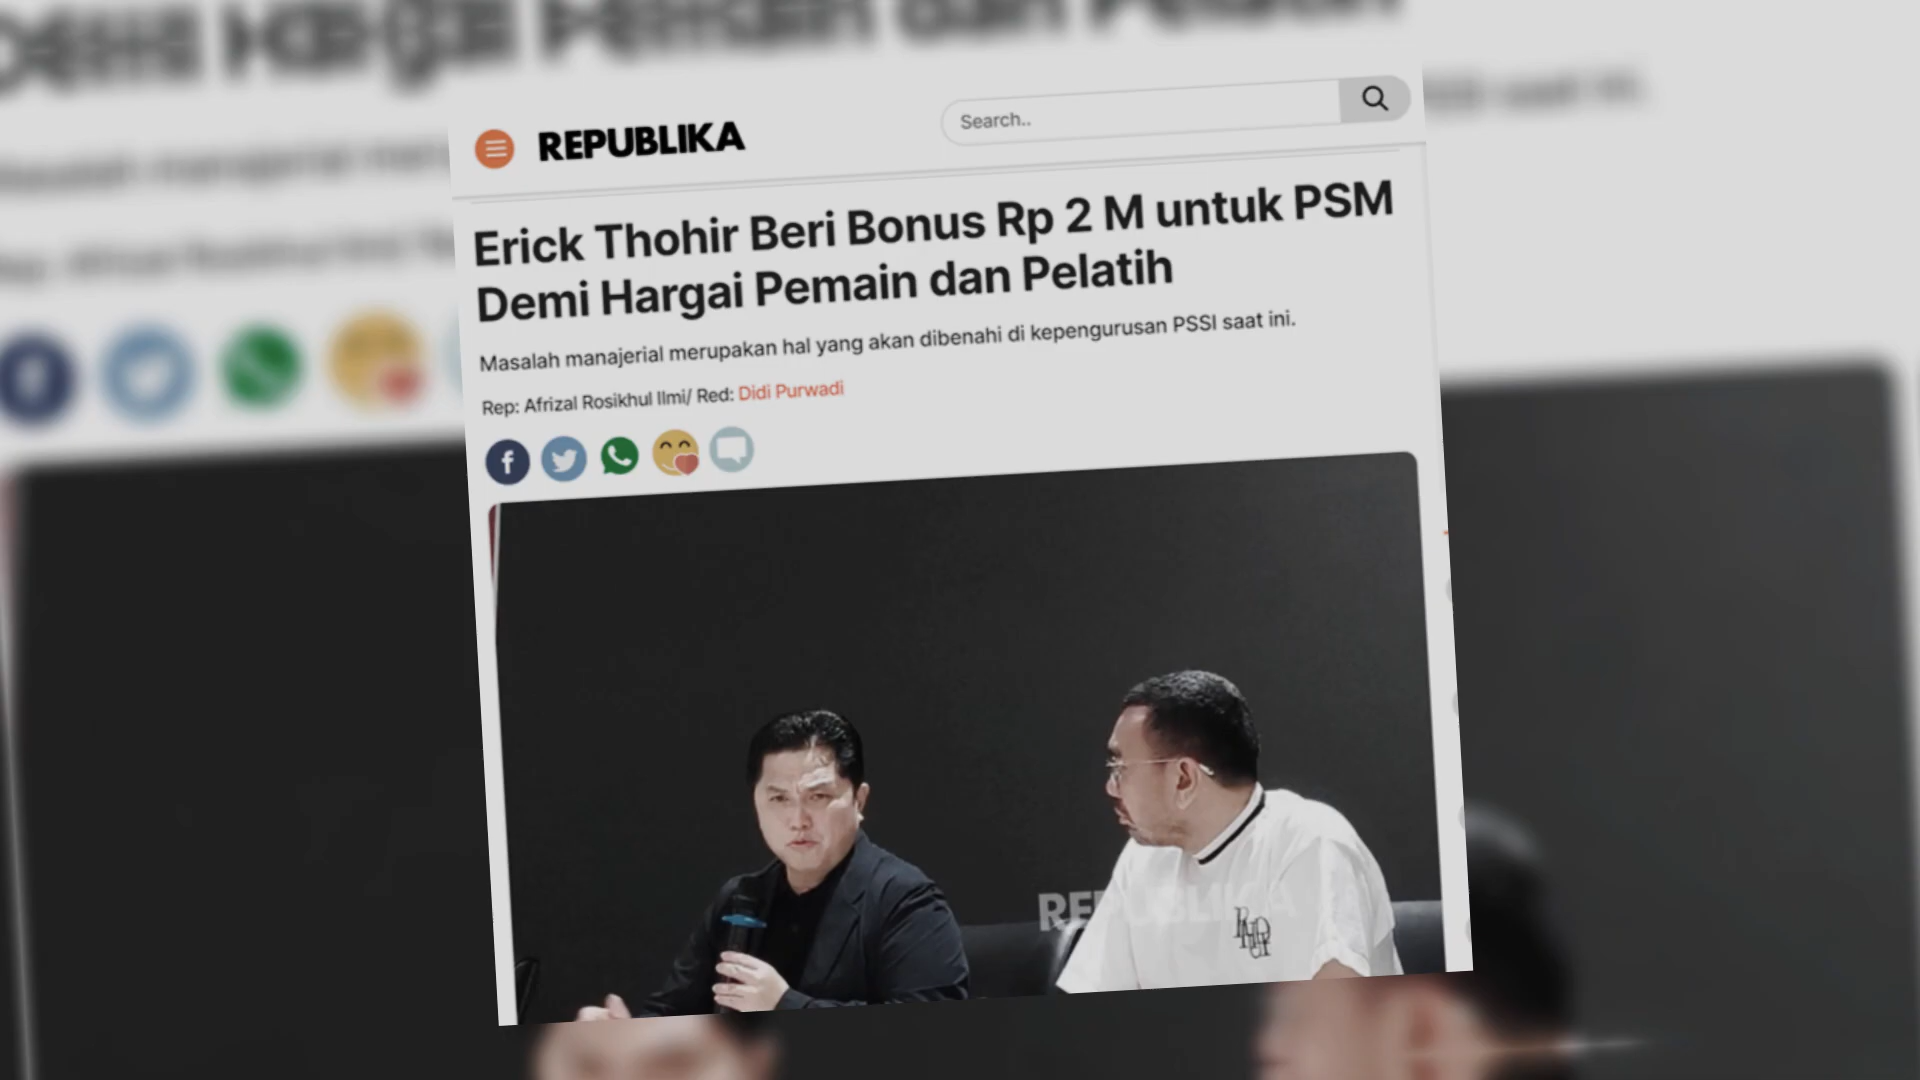 REPUBLIKA
Search..
Erick Thohir Beri Bonus Rp 2 M untuk PSM
Demi Hargai Pemain dan Pelatih
Masalah manajerial merupakan hal yang akan dibenahi di kepengurusan PSSI saat ini.
Rep: Afrizal Rosikhul Ilmi/ Red: Didi Purwadi
REPUBLIKA